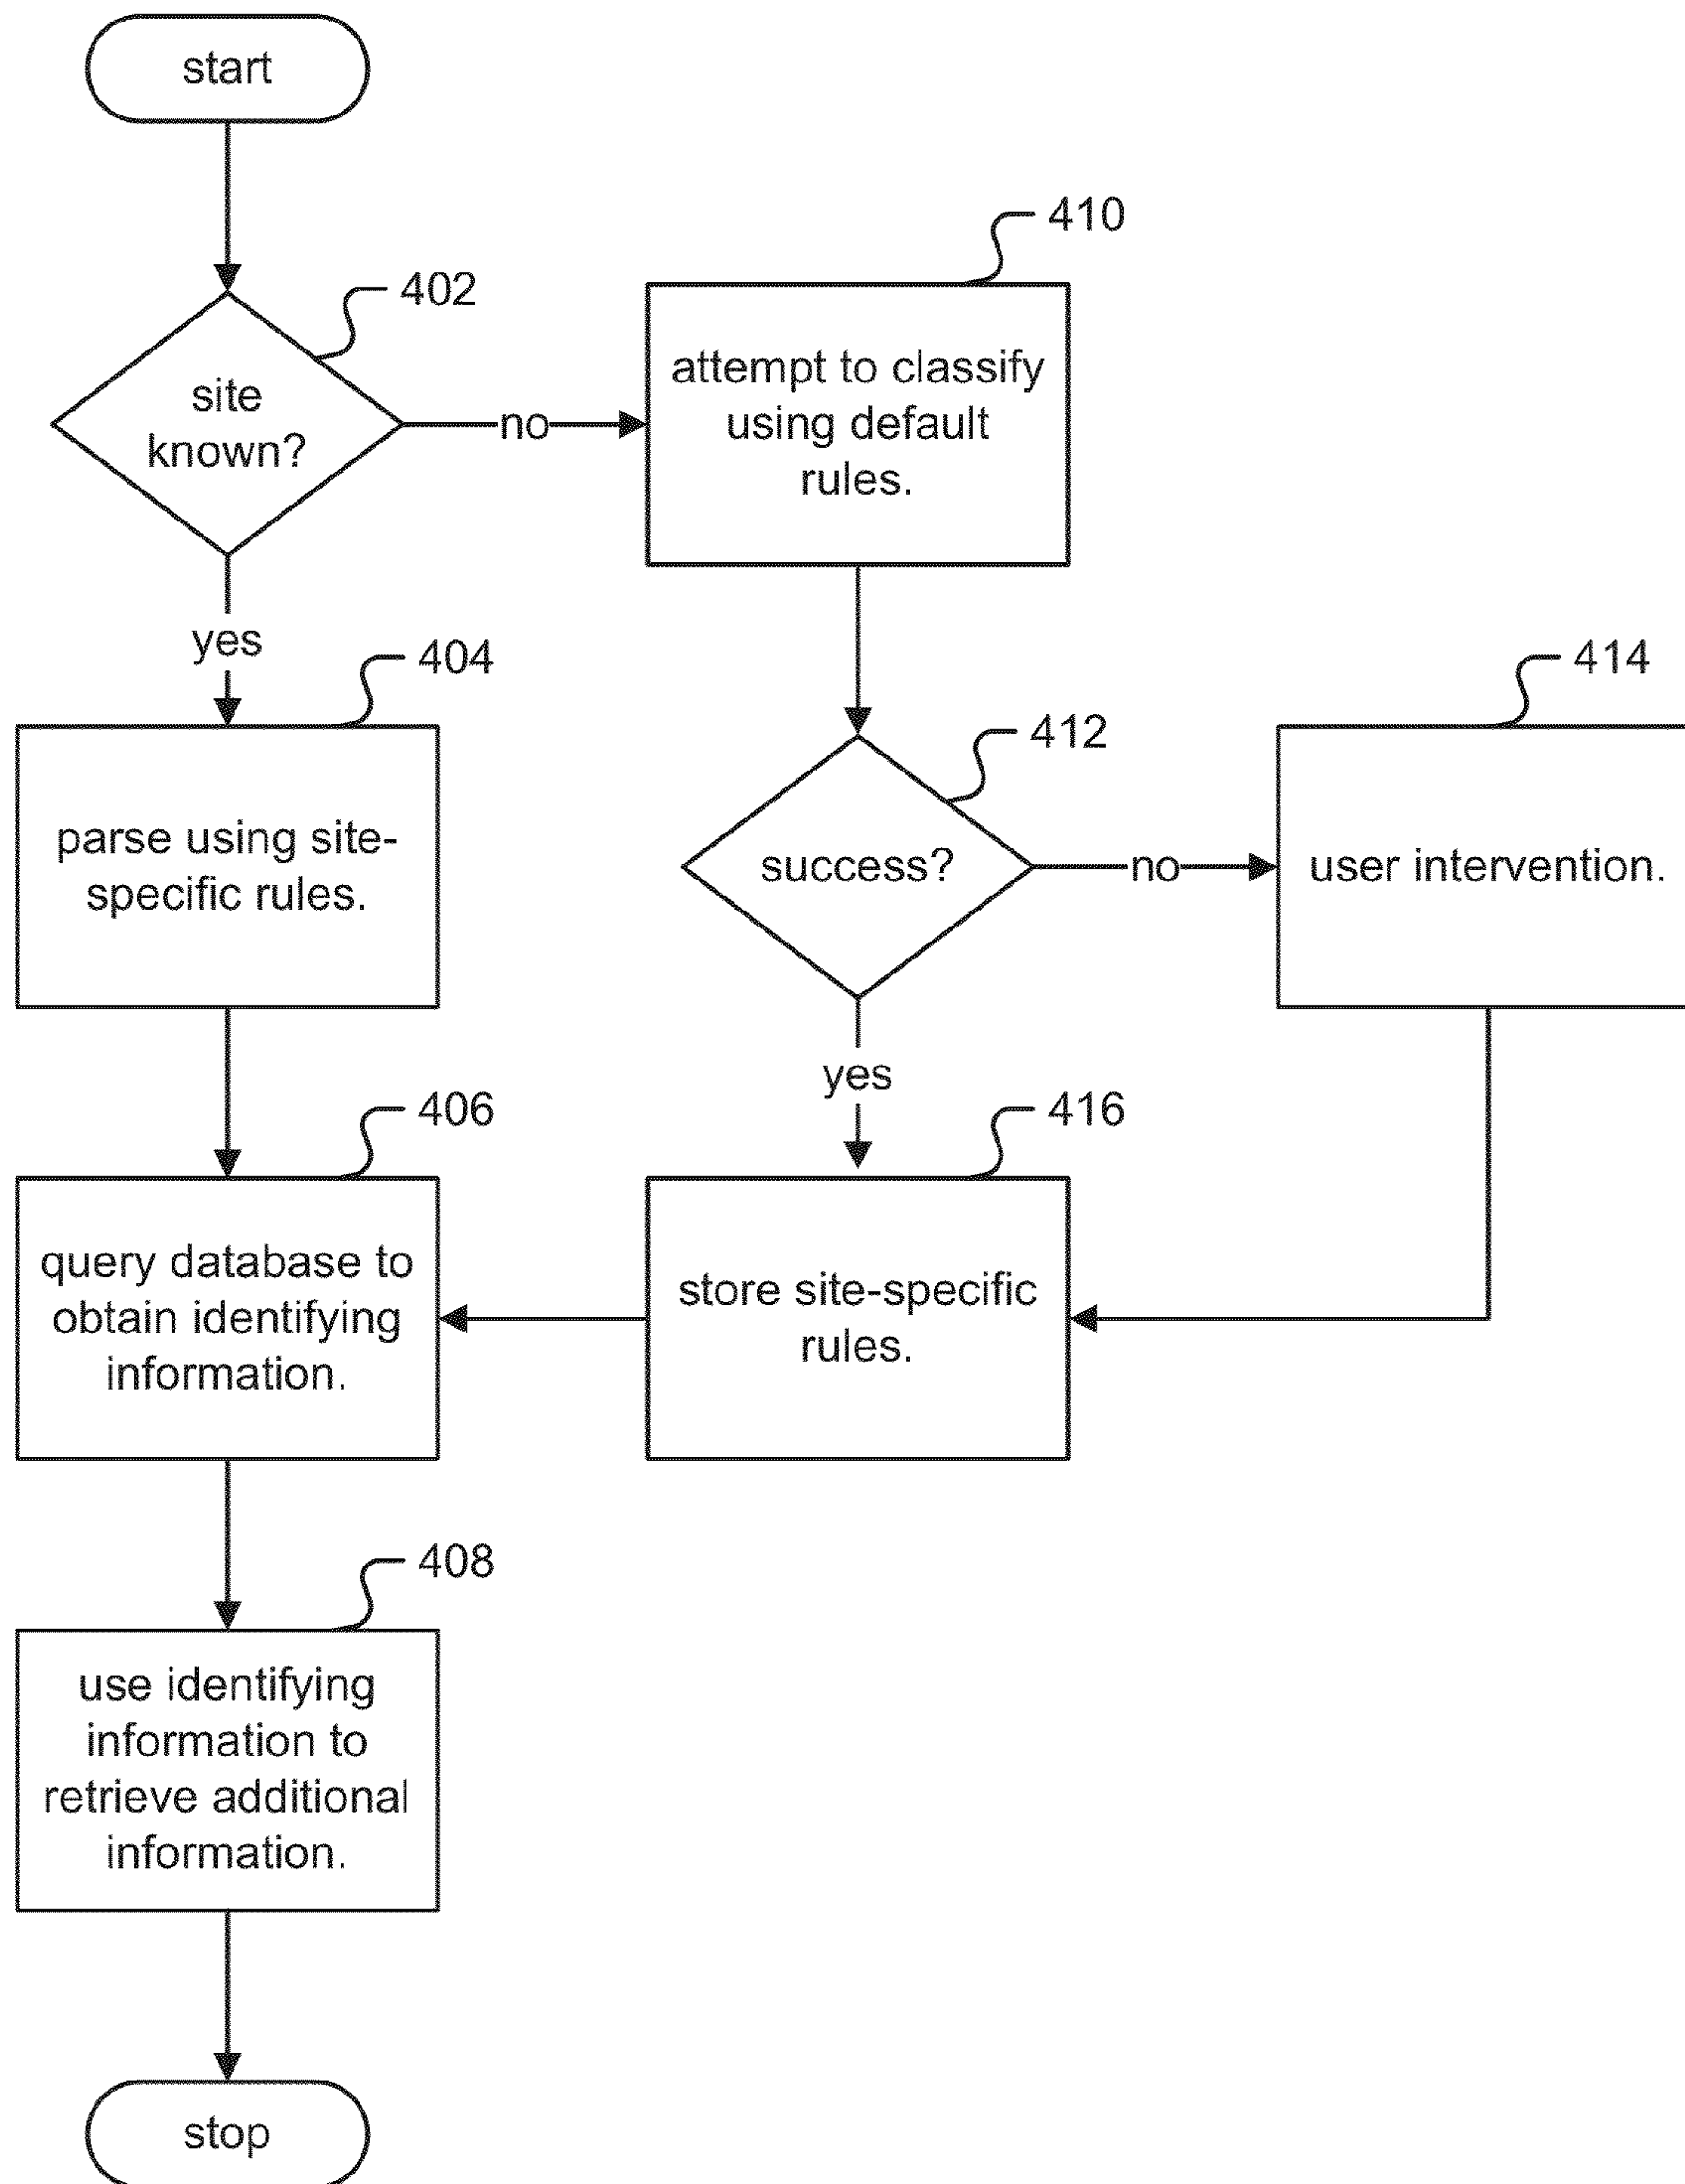 start
402
site
known?
no
410
attempt to classify
using default
rules.
yes
404
parse using site-
specific rules.
412
success?
no
414
user intervention.
yes
406
query database to
obtain identifying
information.
416
store site-specific
rules.
408
use identifying
information to
retrieve additional
information.
stop